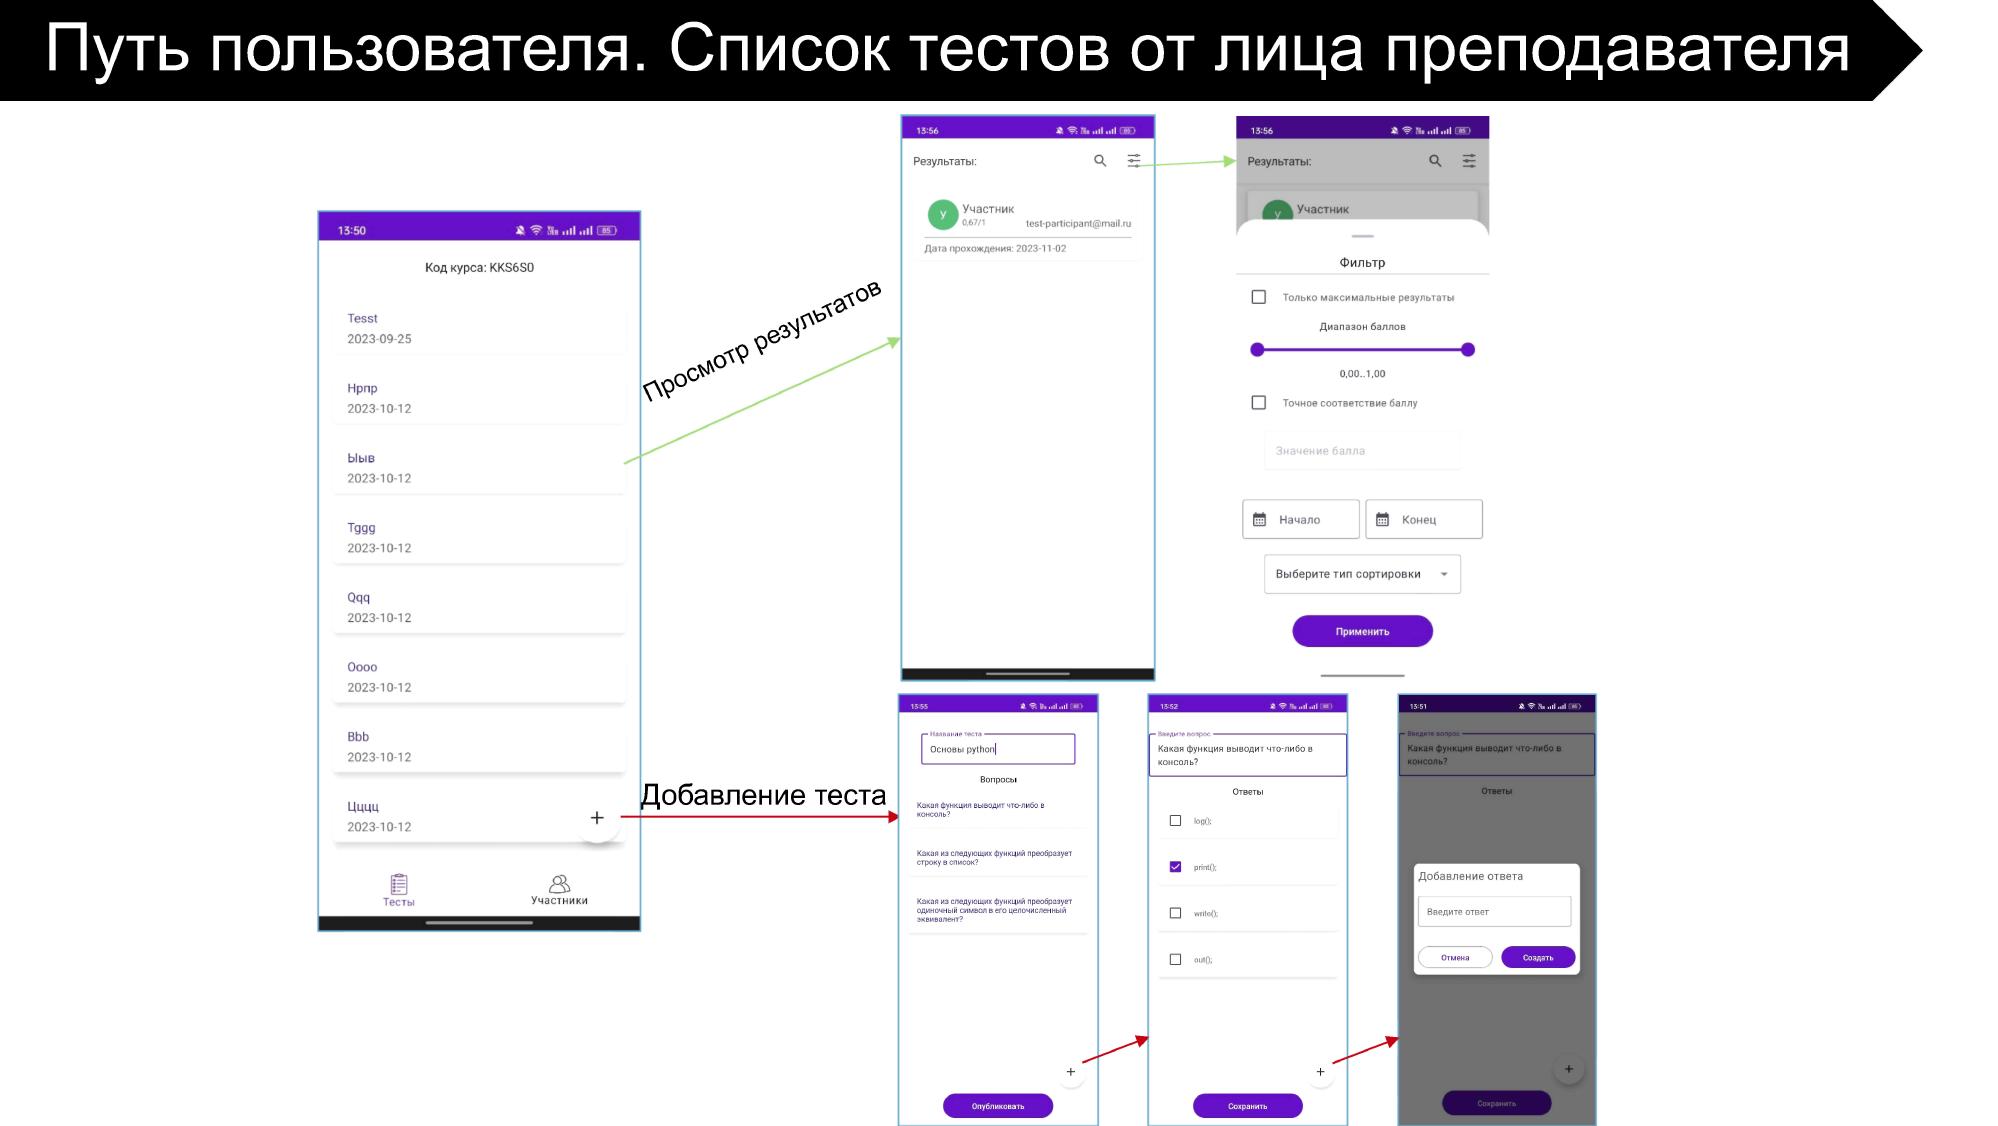 Путь пользователя. Список тестов от лица преподавателя
13:50
85
Код курса: KKS6S0
Tesst
2023-09-25
Нрпр
2023-10-12
Ыыв
2023-10-12
Tggg
2023-10-12
Qqq
2023-10-12
Оооо
2023-10-12
Bbb
2023-10-12
Цццц
2023-10-12
+
Тесты
Участники
Просмотр результатов
Добавление теста
13:56
85
Результаты:
У
Участник
0,67/1
test-participant@mail.ru
Дата прохождения: 2023-11-02
13:56
85
Результаты:
У
Участник
Фильтр
Только максимальные результаты
Диапазон баллов
0,00..1,00
Точное соответствие баллу
Значение балла
Начало
Конец
Выберите тип сортировки
Применить
13:55
Название теста
Основы python
Вопросы
Какая функция выводит что-либо в
консоль?
Какая из следующих функций преобразует
строку в список?
Какая из следующих функций преобразует
одиночный символ в его целочисленный
эквивалент?
+
Опубликовать
13:52
Введите вопрос
Какая функция выводит что-либо в
консоль?
Ответы
log();
print();
write();
out();
+
Сохранить
13:51
Введите вопрос
Какая функция выводит что-либо в
консоль?
Ответы
Добавление ответа
Введите ответ
Отмена
Создать
+
Сохранить